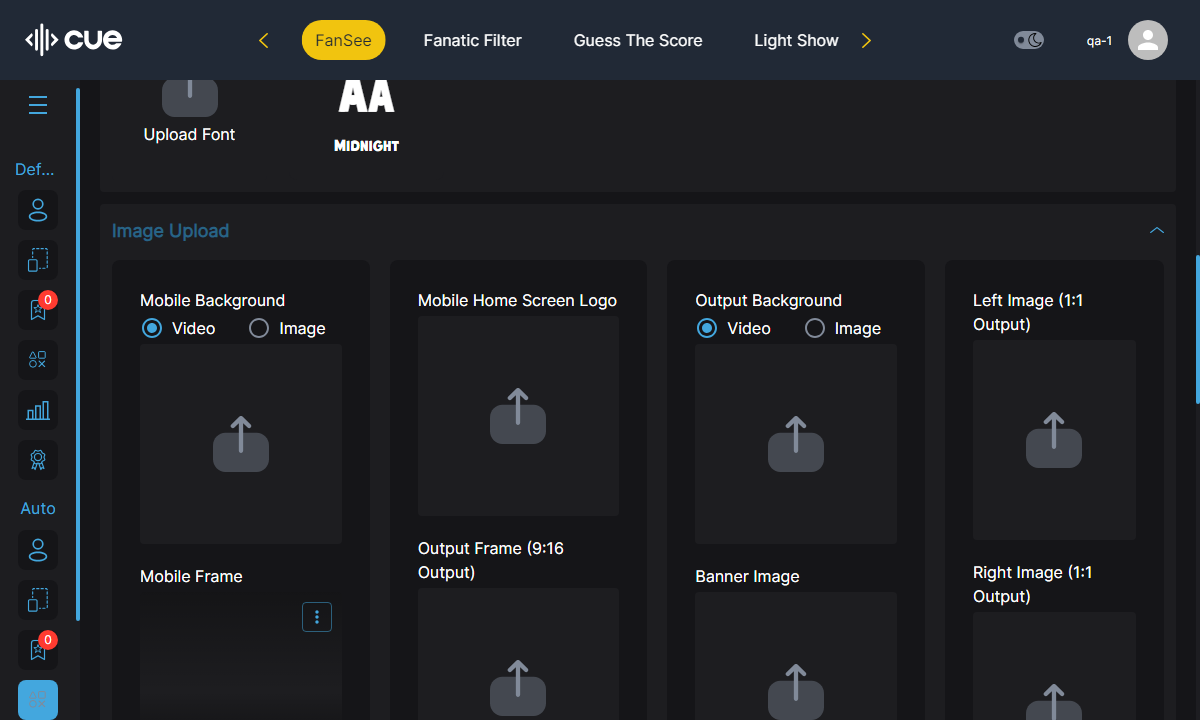 cue
FanSee
Fanatic Filter
Guess The Score
Light Show
qa-1
Def...
0
Auto
0
Upload Font
AA
MIDNIGHT
Image Upload
Mobile Background
Video
Image
Mobile Frame
Mobile Home Screen Logo
Output Frame (9:16
Output)
Output Background
Video
Image
Banner Image
Left Image (1:1
Output)
Right Image (1:1
Output)